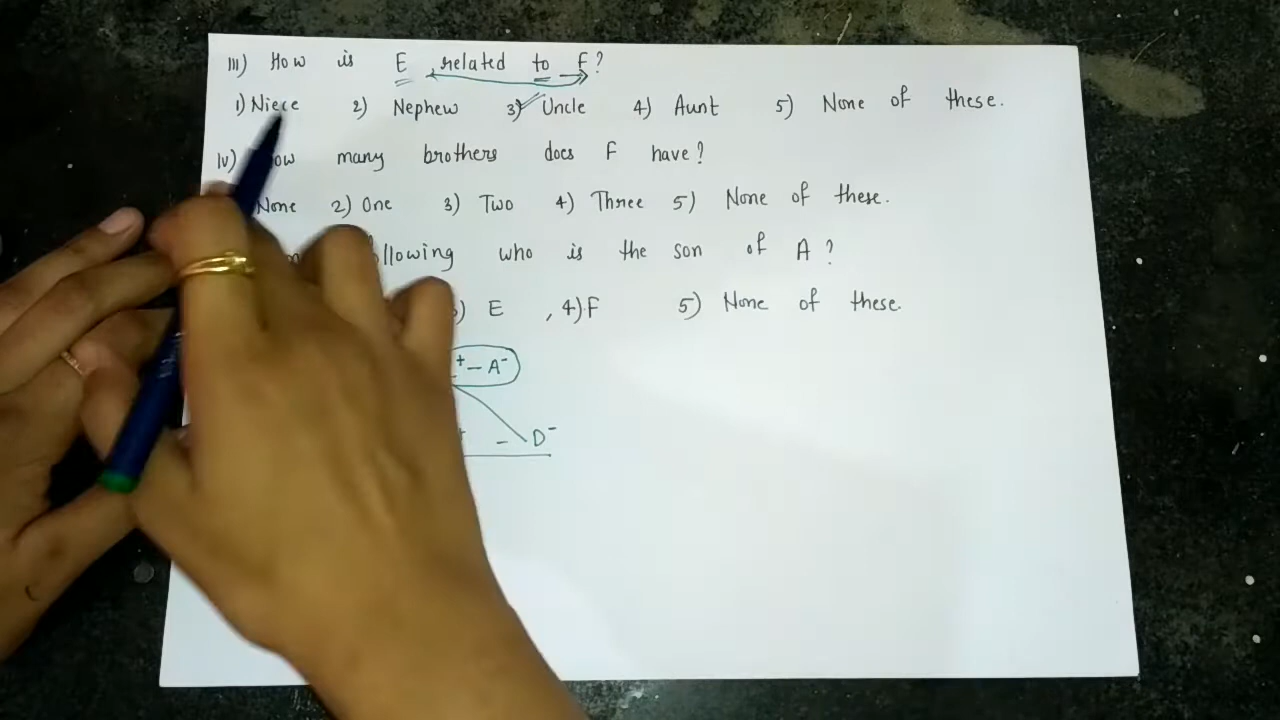 III) How is E related to F?
1) Niece 2) Nephew 3) Uncle 4) Aunt 5) None of these.
IV) many brothers does F have?
None 2) One 3) Two 4) Three 5) None of these.
who is the son of A?
E , 4) F 5) None of these.
+ - A-
- D-